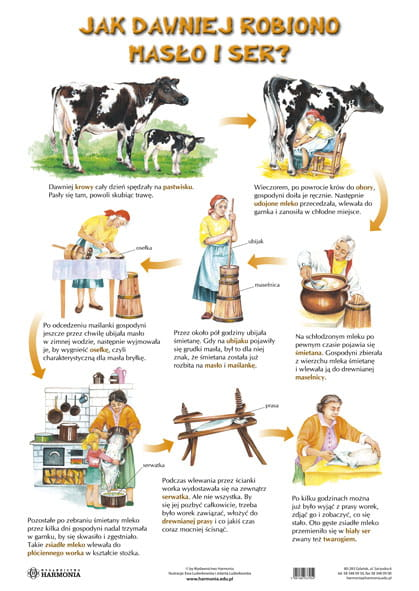 JAK DAWNIEJ ROBIONO
MASŁO I SER?
Dawniej krowy cały dzień spędzały na pastwisku.
Pasły się tam, powoli skubiąc trawę.
Wieczorem, po powrocie krów do obory,
gospodyni doiła je ręcznie. Następnie
udojone mleko przecedzała, wlewała do
garnka i zanosiła w chłodne miejsce.
osełka
ubijak
maselnica
Po odcedzeniu maślanki gospodyni
jeszcze przez chwilę ubijała masło
w zimnej wodzie, następnie wyjmowała
je, by wygnieść osełkę, czyli
charakterystyczną dla masła bryłkę.
Przez około pół godziny ubijała
śmietanę. Gdy na ubijaku pojawiły
się grudki masła, był to dla niej
znak, że śmietana została już
rozbita na masło i maślankę.
Na schłodzonym mleku po
pewnym czasie pojawia się
śmietana. Gospodyni zbierała
z wierzchu mleka śmietanę
i wlewała ją do drewnianej
maselnicy.
prasa
serwatka
Pozostałe po zebraniu śmietany mleko
przez kilka dni gospodyni nadal trzymała
w garnku, by się skwasiło i zgęstniało.
Takie zsiadłe mleko wlewała do
płóciennego worka w kształcie stożka.
Podczas wlewania przez ścianki
worka wydostawała się na zewnątrz
serwatka. Ale nie wszystka. By
się jej pozbyć całkowicie, trzeba
było worek zawiązać, włożyć do
drewnianej prasy i co jakiś czas
coraz mocniej ścisnąć.
Po kilku godzinach można
już było wyjąć z prasy worek,
zdjąć go i zobaczyć, co się
stało. Oto gęste zsiadłe mleko
przemieniło się w biały ser
zwany też twarogiem.
WYDAWNICTWO
HARMONIA
© by Wydawnictwo Harmonia
www.harmonia.edu.pl
harmonia@harmonia.edu.pl